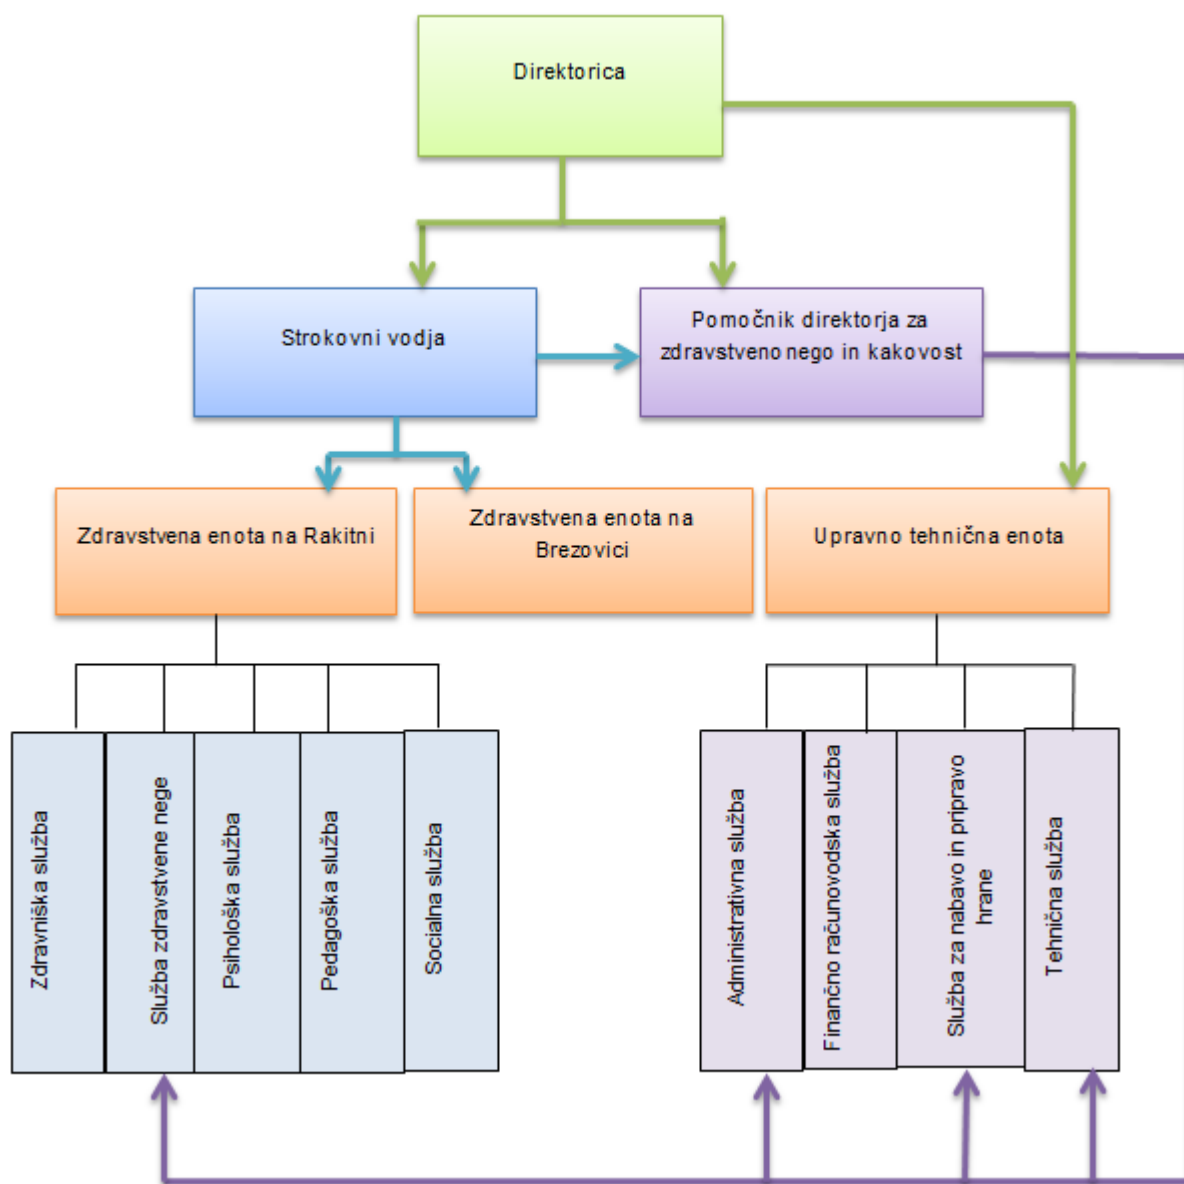 Direktorica
Strokovni vodja
Pomočnik direktorja za
zdravstveno nego in kakovost
Zdravstvena enota na Rakitni
Zdravstvena enota na
Brezovici
Upravno tehnična enota
Zdravniška služba
Služba zdravstvene nege
Psihološka služba
Pedagoška služba
Socialna služba
Administrativna služba
Finančno računovodska služba
Služba za nabavo in pripravo
hrane
Tehnična služba